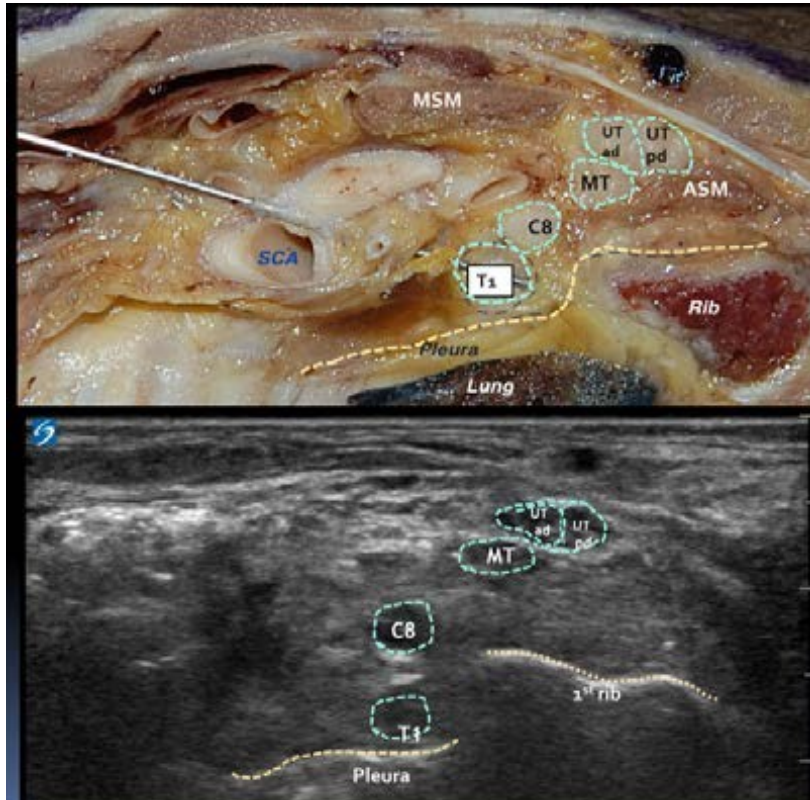 MSM
UT
ad
UT
pd
MT
ASM
C8
SCA
T1
Rib
Pleura
Lung
UT
ad
UT
pd
MT
C8
1st rib
T1
Pleura